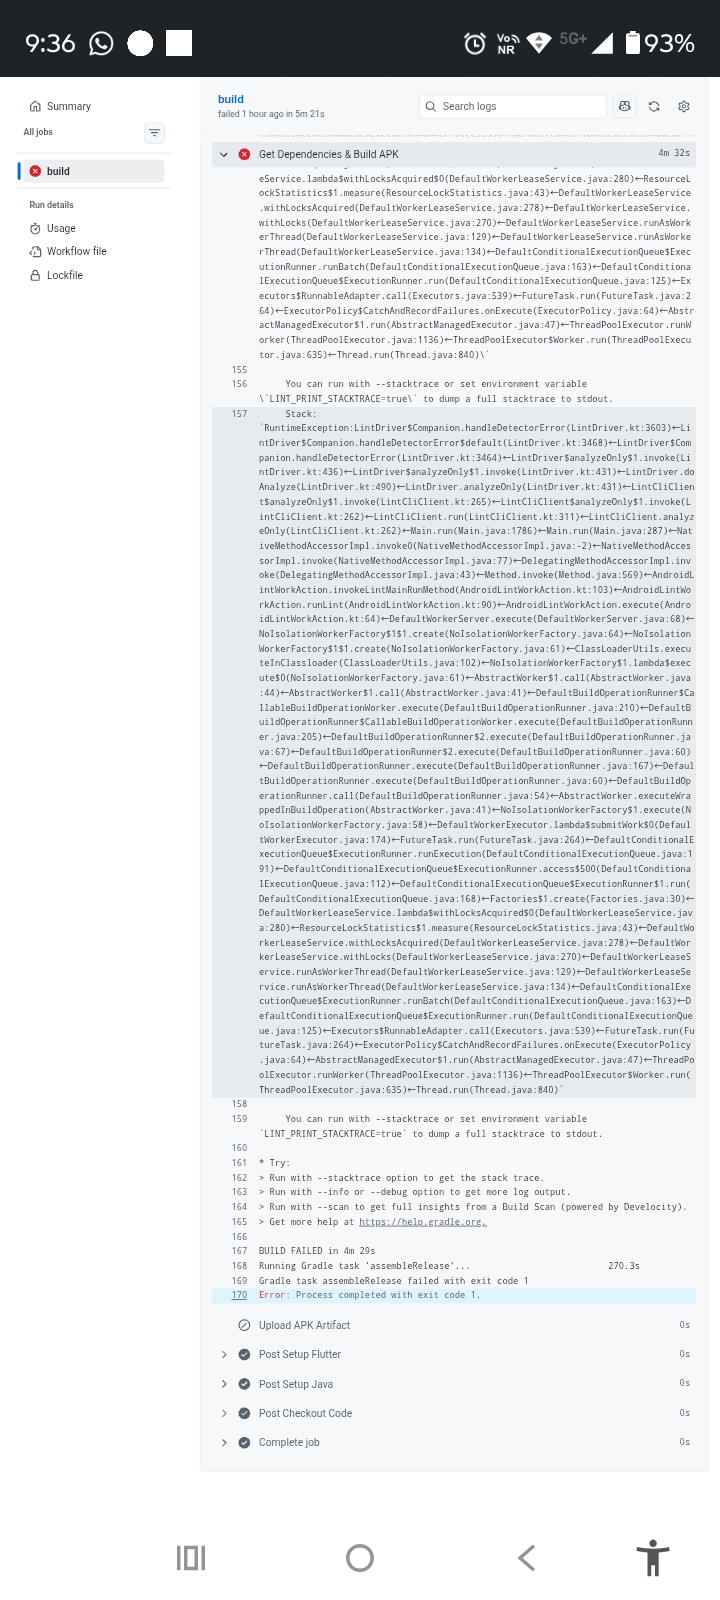 9:36
Vo))
NR
5G+
93%
Summary
All jobs
build
Run details
Usage
Workflow file
Lockfile
build
failed 1 hour ago in 5m 21s
Search logs
Get Dependencies & Build APK 4m 32s
eService.lambda$withLocksAcquired$0(DefaultWorkerLeaseService.java:280)←ResourceL
ockStatistics$1.measure(ResourceLockStatistics.java:43)←DefaultWorkerLeaseService
.withLocksAcquired(DefaultWorkerLeaseService.java:278)←DefaultWorkerLeaseService.
withLocks(DefaultWorkerLeaseService.java:270)←DefaultWorkerLeaseService.runAsWork
erThread(DefaultWorkerLeaseService.java:129)←DefaultWorkerLeaseService.runAsWorke
rThread(DefaultWorkerLeaseService.java:134)←DefaultConditionalExecutionQueue$Exec
utionRunner.runBatch(DefaultConditionalExecutionQueue.java:163)←DefaultConditiona
lExecutionQueue$ExecutionRunner.run(DefaultConditionalExecutionQueue.java:125)←Ex
ecutors$RunnableAdapter.call(Executors.java:539)←FutureTask.run(FutureTask.java:2
64)←ExecutorPolicy$CatchAndRecordFailures.onExecute(ExecutorPolicy.java:64)←Abstr
actManagedExecutor$1.run(AbstractManagedExecutor.java:47)←ThreadPoolExecutor.runW
orker(ThreadPoolExecutor.java:1136)←ThreadPoolExecutor$Worker.run(ThreadPoolExecu
tor.java:635)←Thread.run(Thread.java:840)\`
155
156 You can run with --stacktrace or set environment variable
\`LINT_PRINT_STACKTRACE=true\` to dump a full stacktrace to stdout.
157 Stack:
`RuntimeException:LintDriver$Companion.handleDetectorError(LintDriver.kt:3603)←Li
ntDriver$Companion.handleDetectorError$default(LintDriver.kt:3468)←LintDriver$Com
panion.handleDetectorError(LintDriver.kt:3464)←LintDriver$analyzeOnly$1.invoke(Li
ntDriver.kt:436)←LintDriver$analyzeOnly$1.invoke(LintDriver.kt:431)←LintDriver.do
Analyze(LintDriver.kt:490)←LintDriver.analyzeOnly(LintDriver.kt:431)←LintCliClien
t$analyzeOnly$1.invoke(LintCliClient.kt:265)←LintCliClient$analyzeOnly$1.invoke(L
intCliClient.kt:262)←LintCliClient.run(LintCliClient.kt:311)←LintCliClient.analyz
eOnly(LintCliClient.kt:262)←Main.run(Main.java:1786)←Main.run(Main.java:287)←Nat
iveMethodAccessorImpl.invoke0(NativeMethodAccessorImpl.java:-2)←NativeMethodAcces
sorImpl.invoke(NativeMethodAccessorImpl.java:77)←DelegatingMethodAccessorImpl.inv
oke(DelegatingMethodAccessorImpl.java:43)←Method.invoke(Method.java:569)←AndroidL
intWorkAction.invokeLintMainRunMethod(AndroidLintWorkAction.kt:103)←AndroidLintWo
rkAction.runLint(AndroidLintWorkAction.kt:90)←AndroidLintWorkAction.execute(Andro
idLintWorkAction.kt:64)←DefaultWorkerServer.execute(DefaultWorkerServer.java:68)←
NoIsolationWorkerFactory$1$1.create(NoIsolationWorkerFactory.java:64)←NoIsolation
WorkerFactory$1$1.create(NoIsolationWorkerFactory.java:61)←ClassLoaderUtils.execu
teInClassloader(ClassLoaderUtils.java:102)←NoIsolationWorkerFactory$1.lambda$exec
ute$0(NoIsolationWorkerFactory.java:61)←AbstractWorker$1.call(AbstractWorker.java
:44)←AbstractWorker$1.call(AbstractWorker.java:41)←DefaultBuildOperationRunner$Ca
llableBuildOperationWorker.execute(DefaultBuildOperationRunner.java:210)←DefaultB
uildOperationRunner$CallableBuildOperationWorker.execute(DefaultBuildOperationRunn
er.java:205)←DefaultBuildOperationRunner$2.execute(DefaultBuildOperationRunner.ja
va:67)←DefaultBuildOperationRunner$2.execute(DefaultBuildOperationRunner.java:60)
←DefaultBuildOperationRunner.execute(DefaultBuildOperationRunner.java:167)←Defaul
tBuildOperationRunner.execute(DefaultBuildOperationRunner.java:60)←DefaultBuildOp
erationRunner.call(DefaultBuildOperationRunner.java:54)←AbstractWorker.executeWra
ppedInBuildOperation(AbstractWorker.java:41)←NoIsolationWorkerFactory$1.execute(N
oIsolationWorkerFactory.java:58)←DefaultWorkerExecutor.lambda$submitWork$0(Defaul
tWorkerExecutor.java:174)←FutureTask.run(FutureTask.java:264)←DefaultConditionalE
xecutionQueue$ExecutionRunner.runExecution(DefaultConditionalExecutionQueue.java:1
91)←DefaultConditionalExecutionQueue$ExecutionRunner.access$500(DefaultConditiona
lExecutionQueue.java:112)←DefaultConditionalExecutionQueue$ExecutionRunner$1.run(
DefaultConditionalExecutionQueue.java:168)←Factories$1.create(Factories.java:30)←
DefaultWorkerLeaseService.lambda$withLocksAcquired$0(DefaultWorkerLeaseService.jav
a:280)←ResourceLockStatistics$1.measure(ResourceLockStatistics.java:43)←DefaultWo
rkerLeaseService.withLocksAcquired(DefaultWorkerLeaseService.java:278)←DefaultWor
kerLeaseService.withLocks(DefaultWorkerLeaseService.java:270)←DefaultWorkerLeaseS
ervice.runAsWorkerThread(DefaultWorkerLeaseService.java:129)←DefaultWorkerLeaseSe
rvice.runAsWorkerThread(DefaultWorkerLeaseService.java:134)←DefaultConditionalExe
cutionQueue$ExecutionRunner.runBatch(DefaultConditionalExecutionQueue.java:163)←D
efaultConditionalExecutionQueue$ExecutionRunner.run(DefaultConditionalExecutionQue
ue.java:125)←Executors$RunnableAdapter.call(Executors.java:539)←FutureTask.run(Fu
tureTask.java:264)←ExecutorPolicy$CatchAndRecordFailures.onExecute(ExecutorPolicy
.java:64)←AbstractManagedExecutor$1.run(AbstractManagedExecutor.java:47)←ThreadPo
olExecutor.runWorker(ThreadPoolExecutor.java:1136)←ThreadPoolExecutor$Worker.run(
ThreadPoolExecutor.java:635)←Thread.run(Thread.java:840)`
158
159 You can run with --stacktrace or set environment variable
`LINT_PRINT_STACKTRACE=true` to dump a full stacktrace to stdout.
160
161 * Try:
162 > Run with --stacktrace option to get the stack trace.
163 > Run with --info or --debug option to get more log output.
164 > Run with --scan to get full insights from a Build Scan (powered by Develocity).
165 > Get more help at https://help.gradle.org.
166
167 BUILD FAILED in 4m 29s
168 Running Gradle task 'assembleRelease'... 270.3s
169 Gradle task assembleRelease failed with exit code 1
170 Error: Process completed with exit code 1.
Upload APK Artifact 0s
Post Setup Flutter 0s
Post Setup Java 0s
Post Checkout Code 0s
Complete job 0s